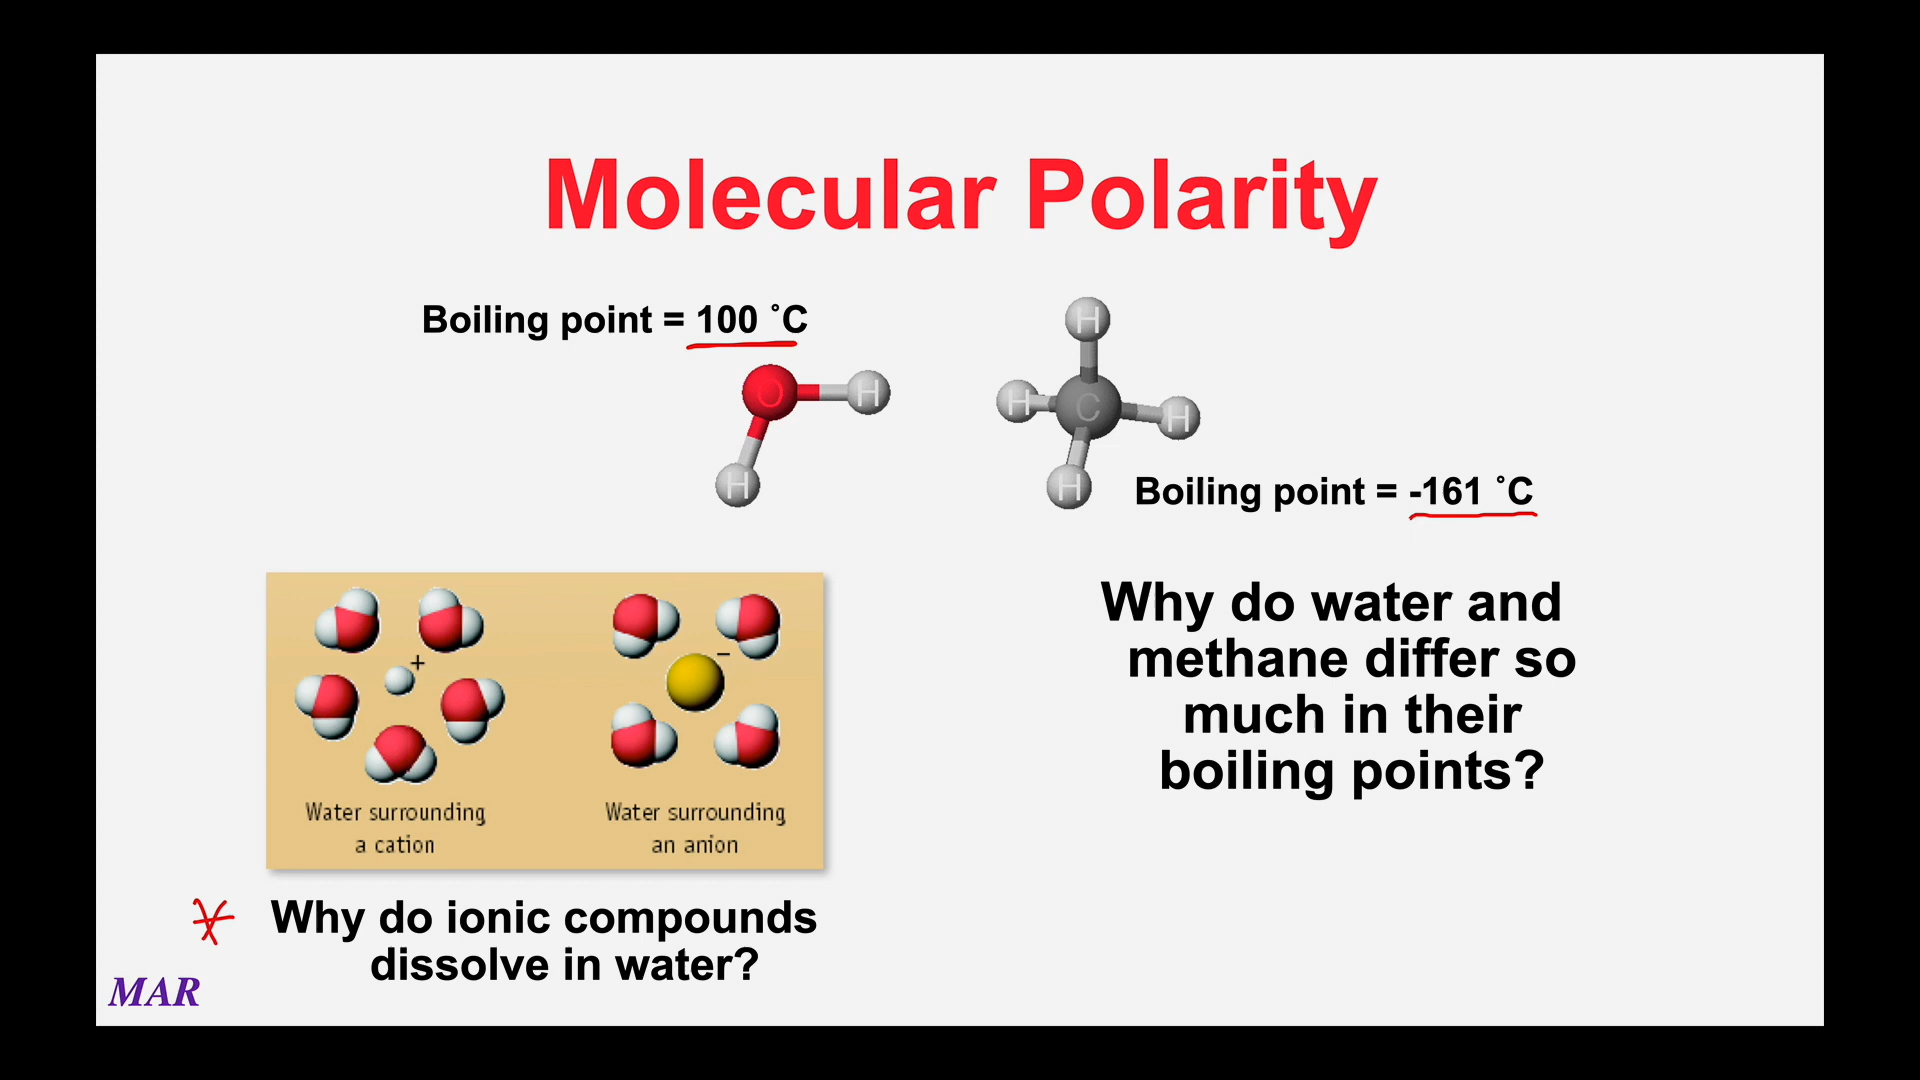 Molecular Polarity
Boiling point = 100 ˚C
H
O
H
H
H
H
C
H
H
Boiling point = -161 ˚C
+
−
Water surrounding
a cation
Water surrounding
an anion
Why do water and
methane differ so
much in their
boiling points?
Why do ionic compounds
dissolve in water?
MAR